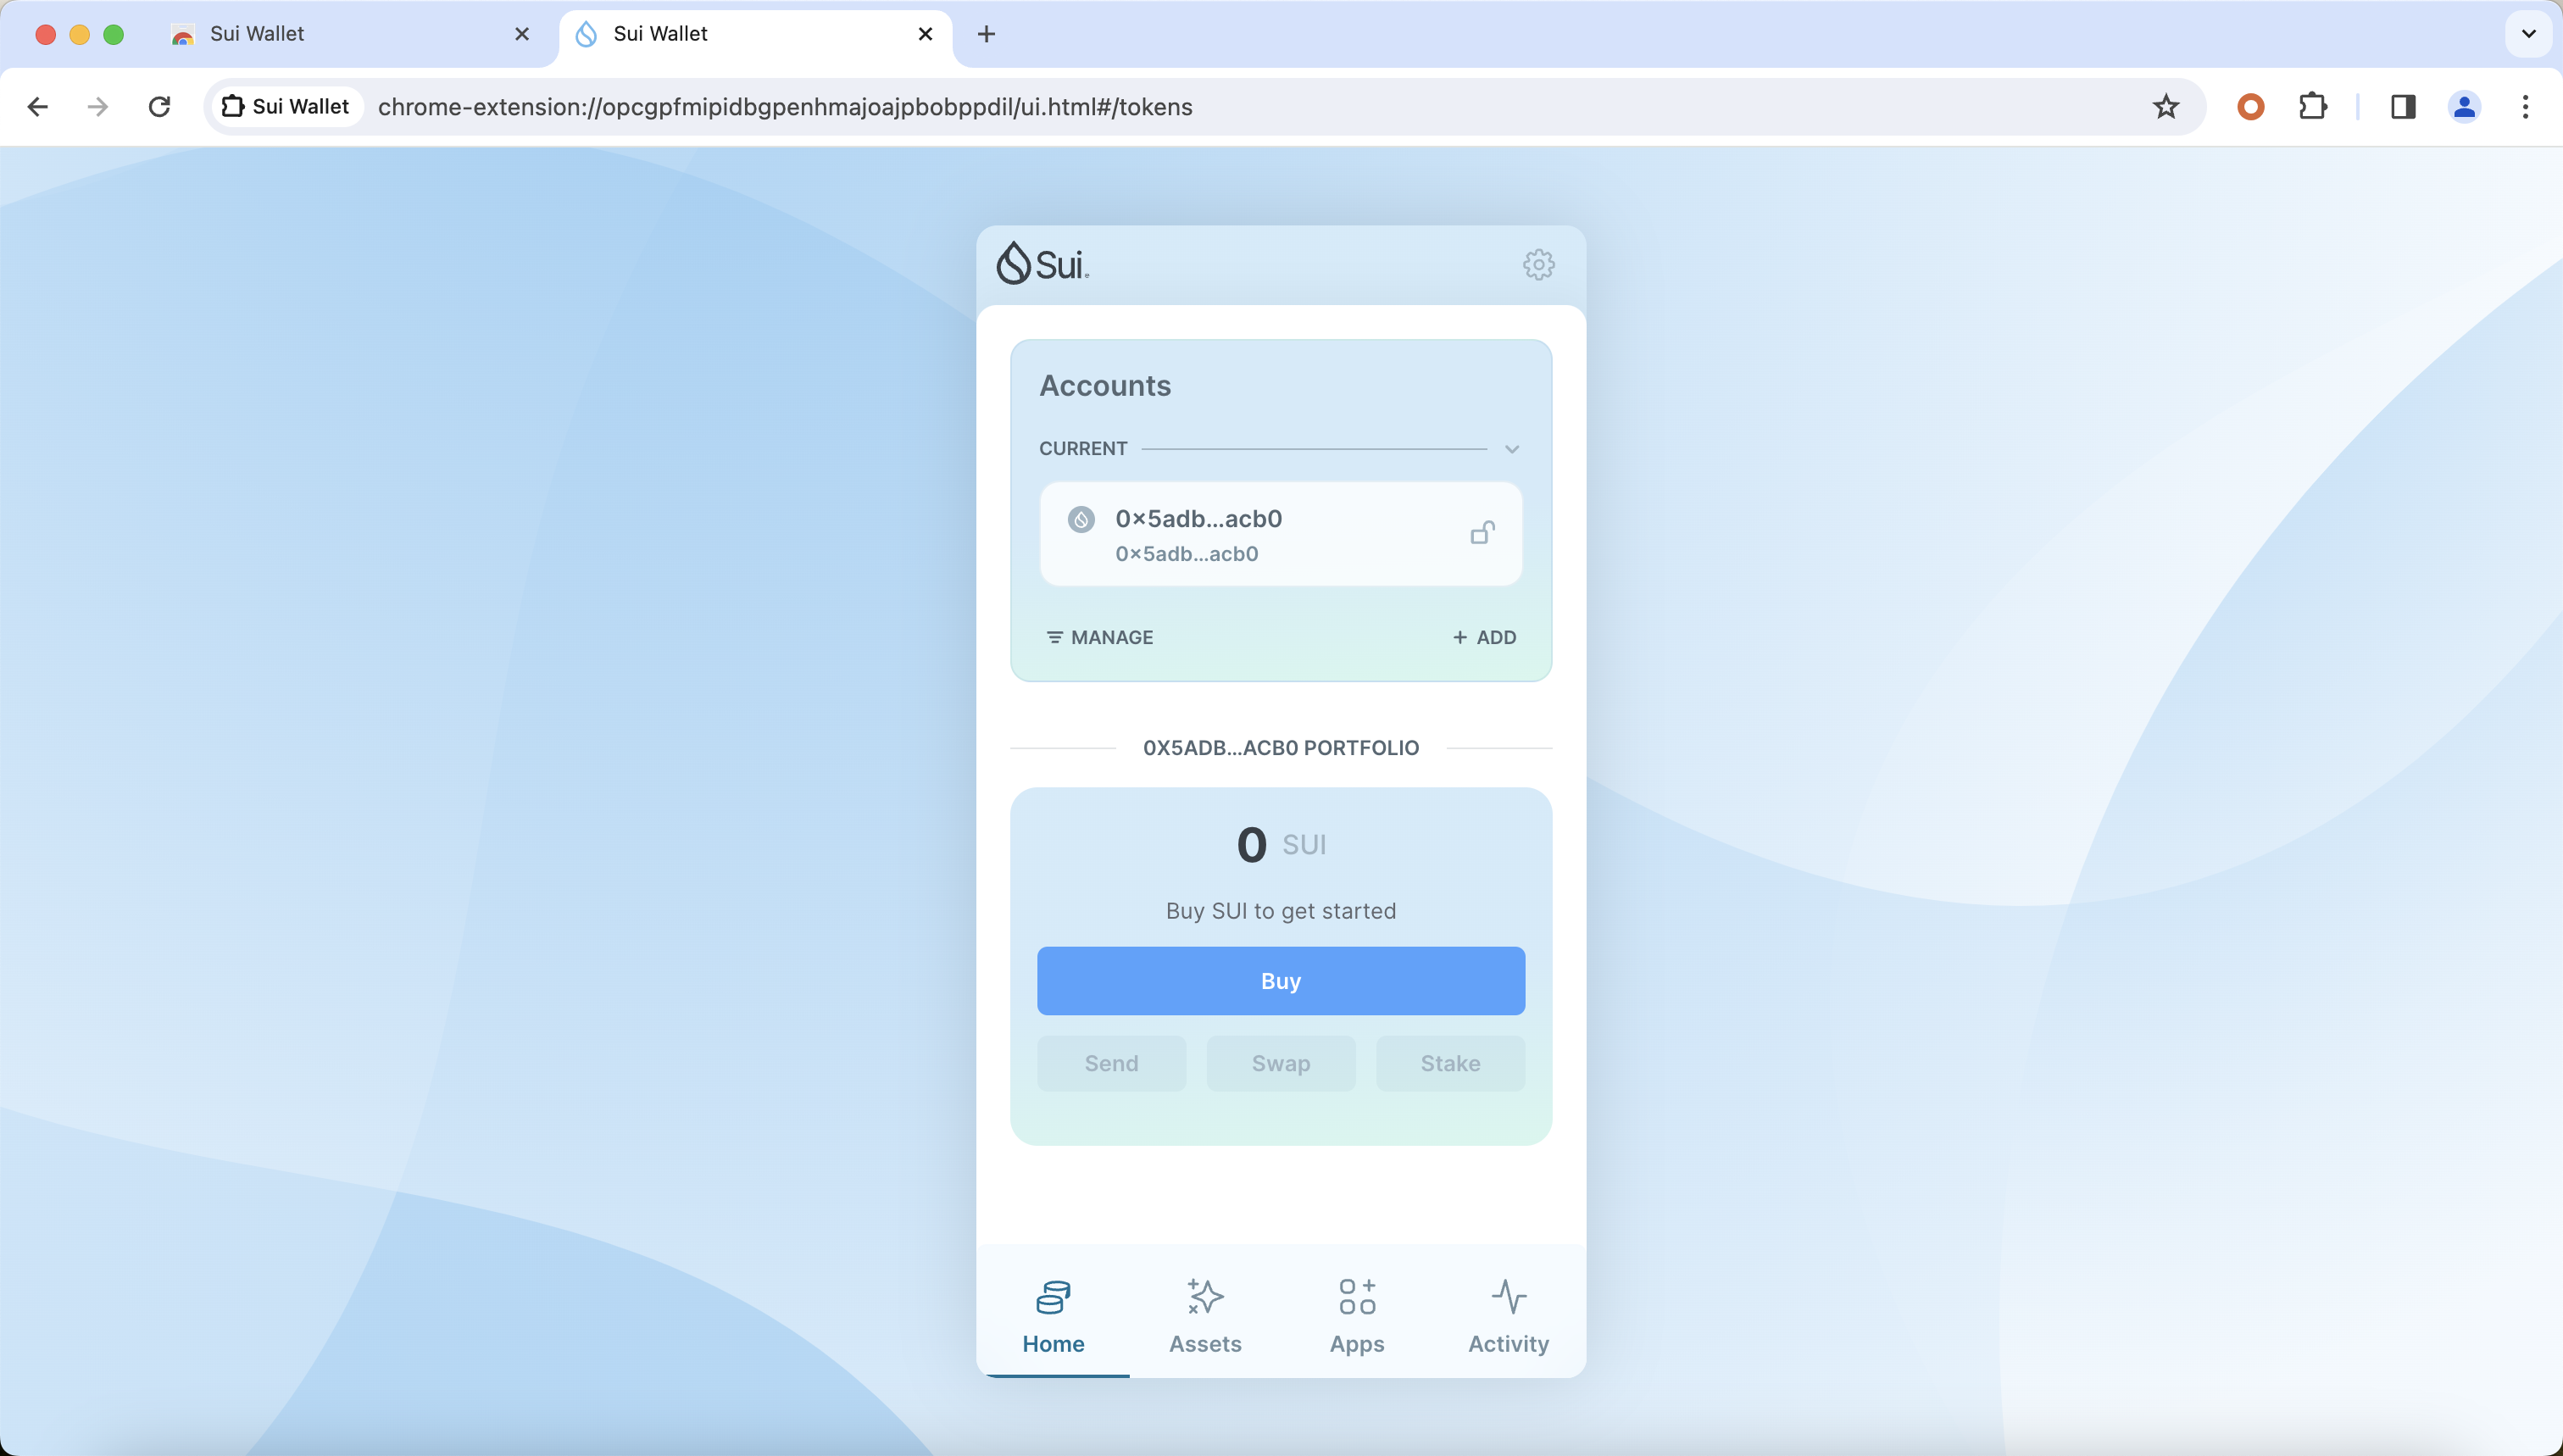 Sui Wallet
Sui Wallet
Sui Wallet
chrome-extension://opcgpfmipidbgpenhmajoajpbobppdil/ui.html#/tokens
Sui
Accounts
CURRENT
0×5adb...acb0
0×5adb...acb0
MANAGE
+ ADD
0X5ADB...ACB0 PORTFOLIO
0 SUI
Buy SUI to get started
Buy
Send
Swap
Stake
Home
Assets
Apps
Activity